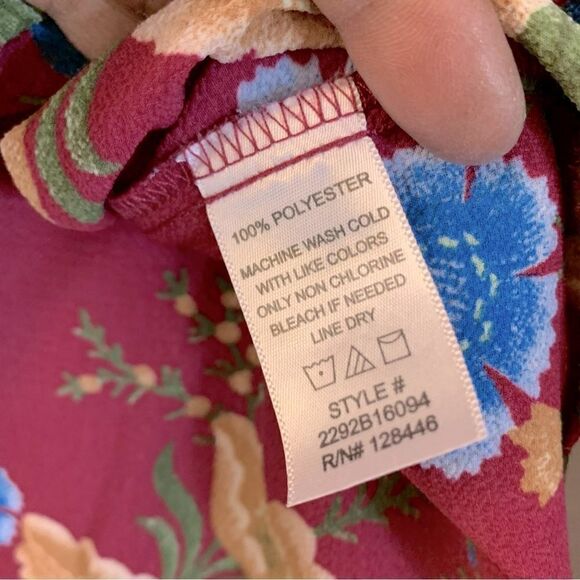 100% POLYESTER
MACHINE WASH COLD
WITH LIKE COLORS
ONLY NON CHLORINE
BLEACH IF NEEDED
LINE DRY
STYLE #
2292B16094
R/N# 128446